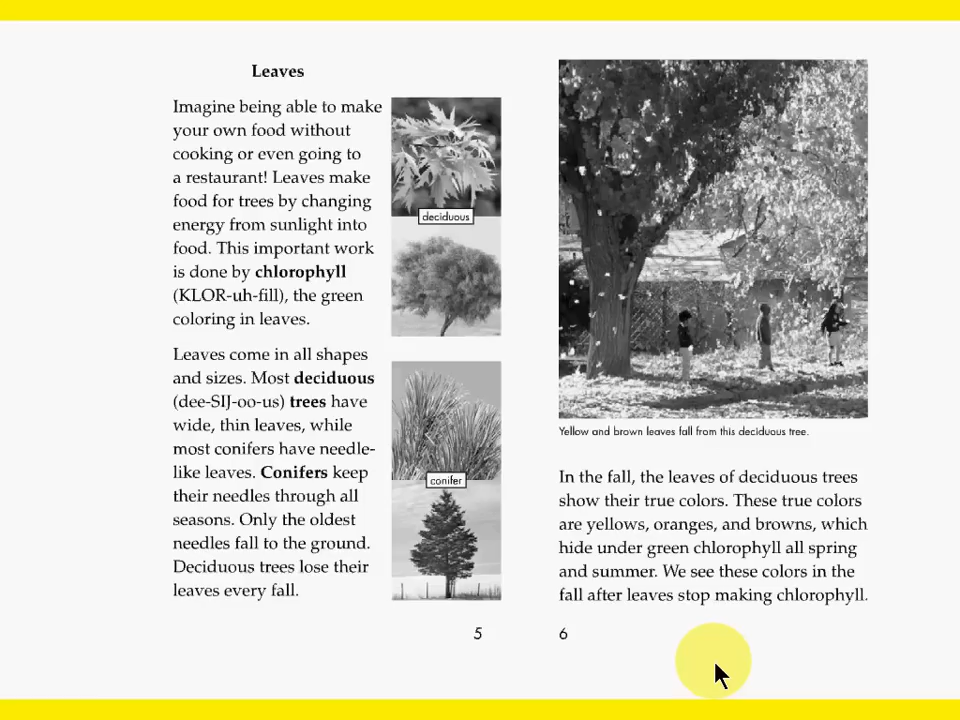 Leaves
Imagine being able to make
your own food without
cooking or even going to
a restaurant! Leaves make
food for trees by changing
energy from sunlight into
food. This important work
is done by chlorophyll
(KLOR-uh-fill), the green
coloring in leaves.
Leaves come in all shapes
and sizes. Most deciduous
(dee-SIJ-oo-us) trees have
wide, thin leaves, while
most conifers have needle-
like leaves. Conifers keep
their needles through all
seasons. Only the oldest
needles fall to the ground.
Deciduous trees lose their
leaves every fall.
deciduous
conifer
5
Yellow and brown leaves fall from this deciduous tree.
In the fall, the leaves of deciduous trees
show their true colors. These true colors
are yellows, oranges, and browns, which
hide under green chlorophyll all spring
and summer. We see these colors in the
fall after leaves stop making chlorophyll.
6